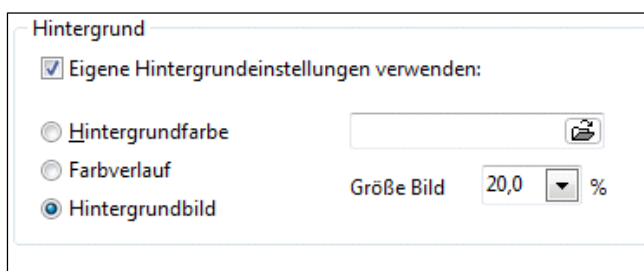 Hintergrund
Eigene Hintergrundeinstellungen verwenden:
Hintergrundfarbe
Farbverlauf
Größe Bild 20,0 %
Hintergrundbild